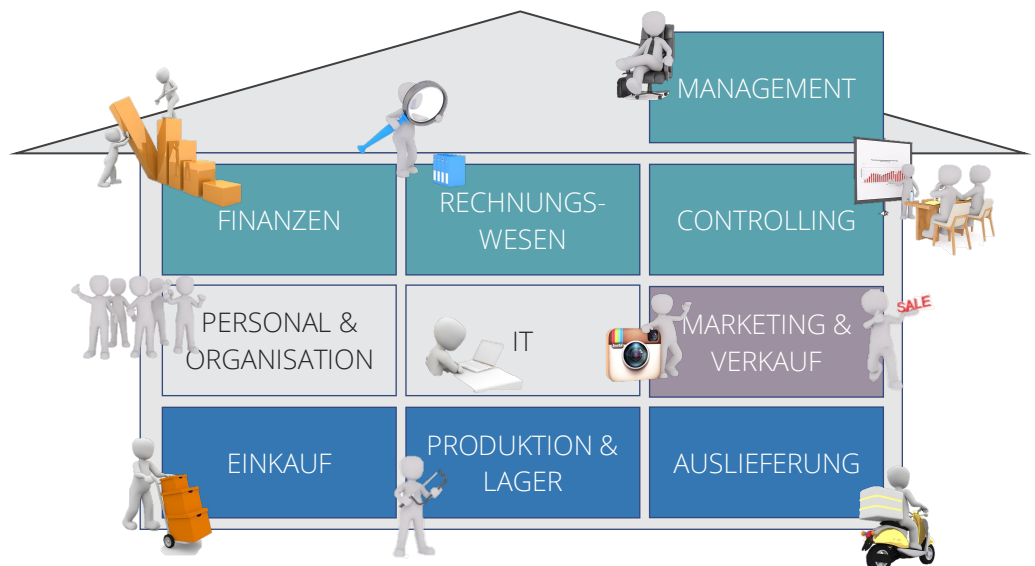 MANAGEMENT
FINANZEN
RECHNUNGS-
WESEN
CONTROLLING
PERSONAL &
ORGANISATION
IT
MARKETING &
VERKAUF
SALE
EINKAUF
PRODUKTION &
LAGER
AUSLIEFERUNG